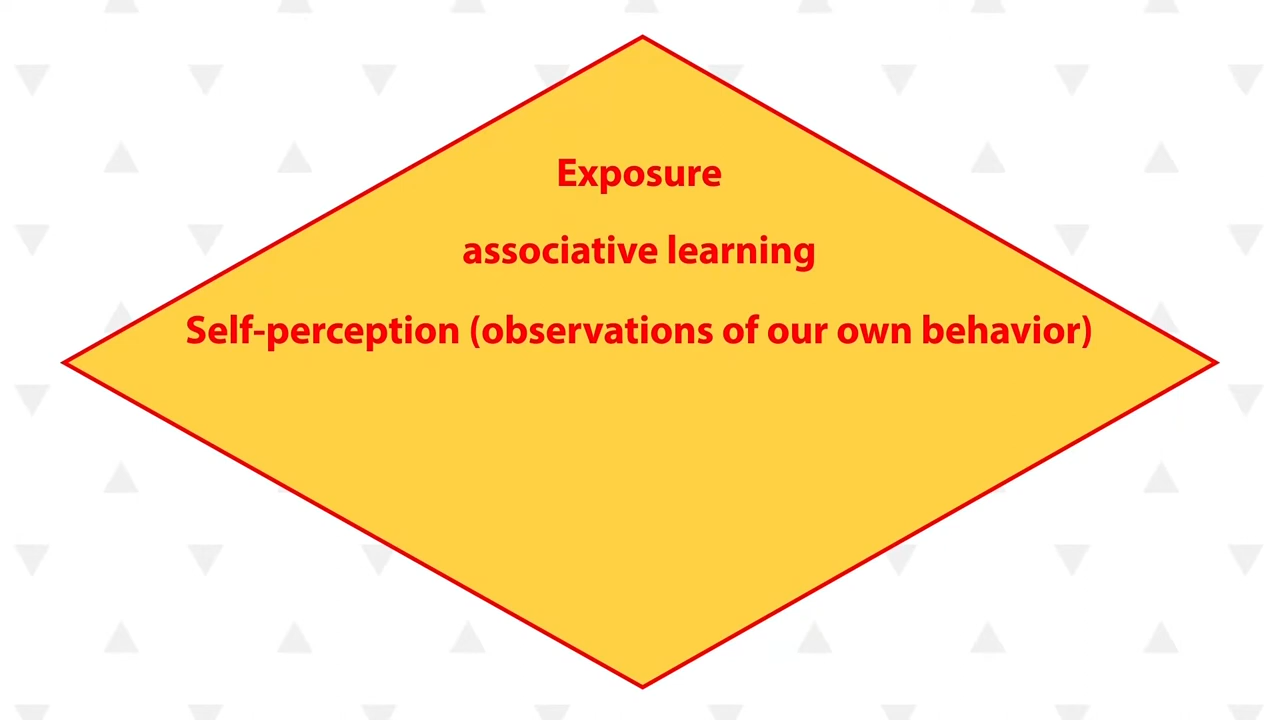 Exposure
associative learning
Self-perception (observations of our own behavior)